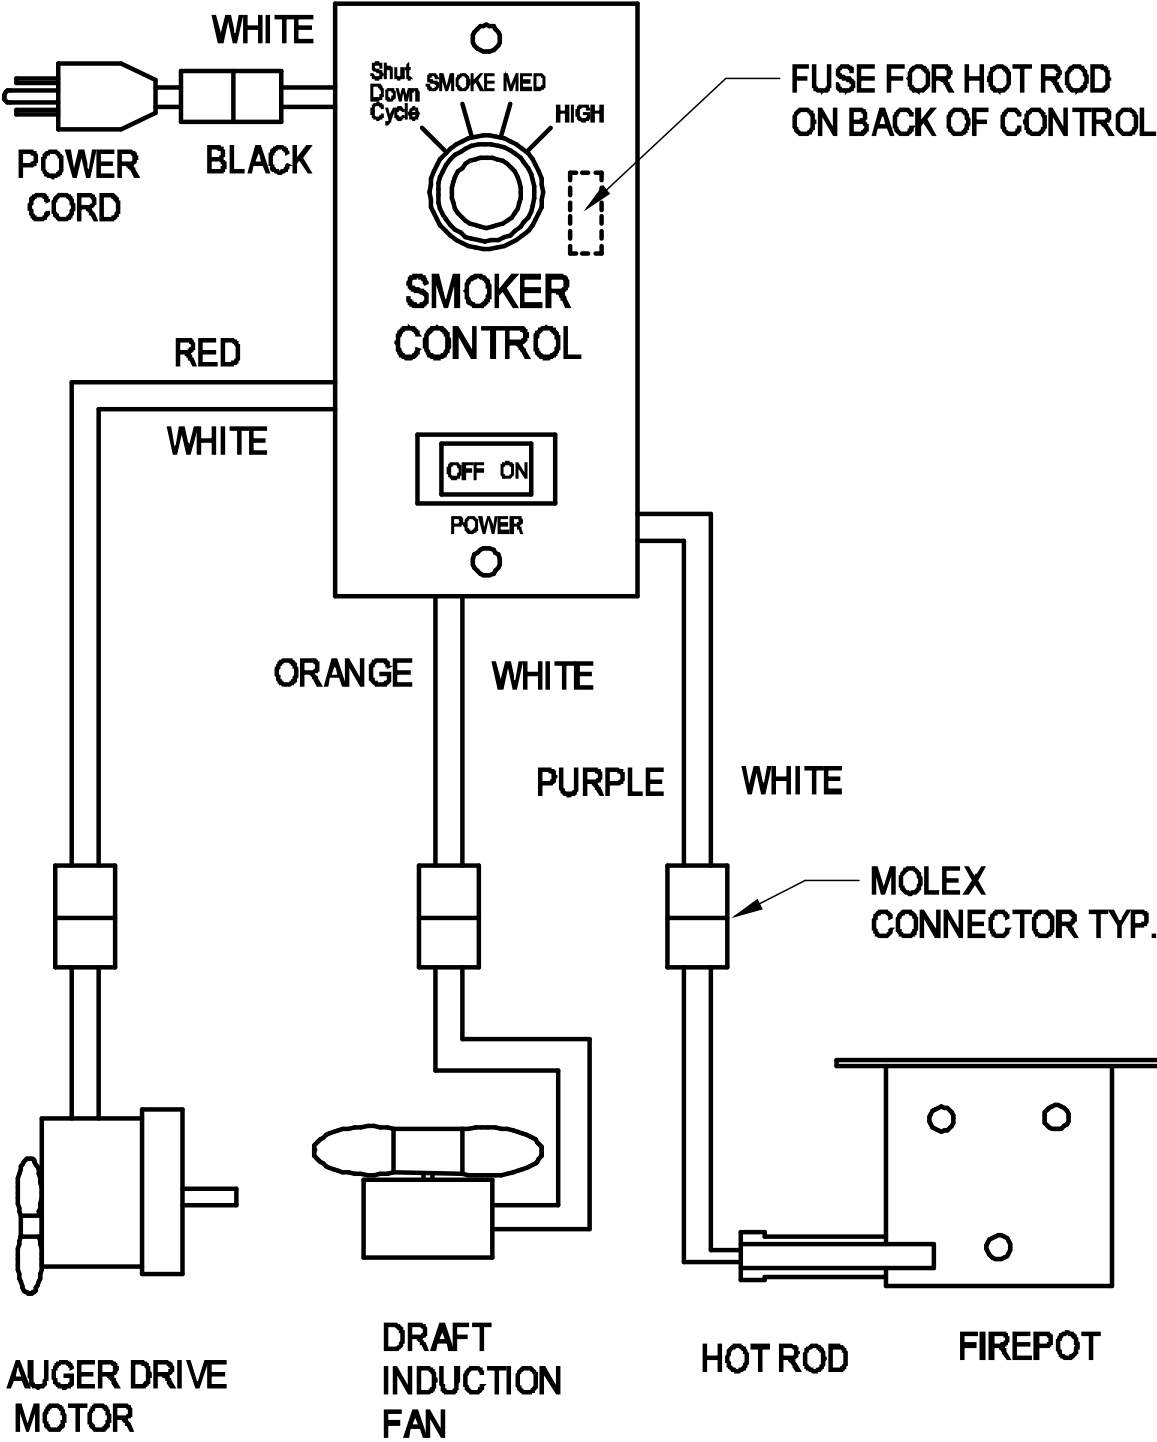 WHITE
BLACK
POWER
CORD
Shut
Down
Cycle
SMOKE MED
HIGH
FUSE FOR HOT ROD
ON BACK OF CONTROL
SMOKER
CONTROL
RED
WHITE
OFF ON
POWER
ORANGE
WHITE
PURPLE
WHITE
MOLEX
CONNECTOR TYP.
AUGER DRIVE
MOTOR
DRAFT
INDUCTION
FAN
HOT ROD
FIREPOT